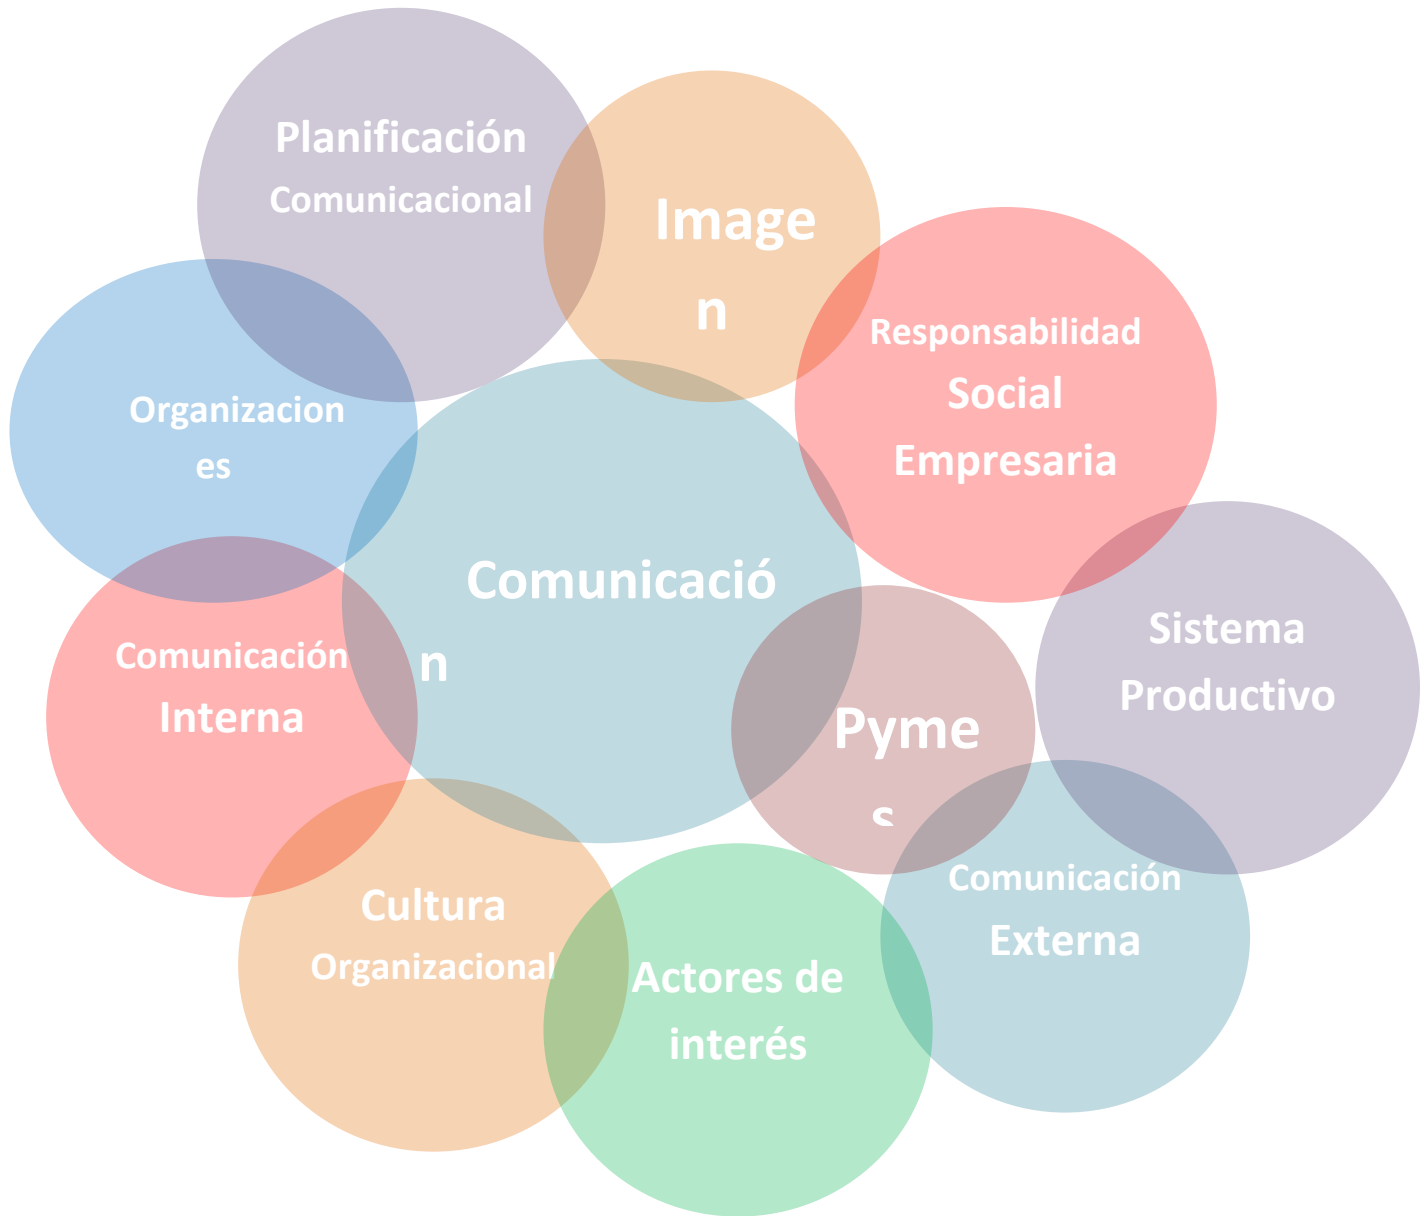 Planificación
Comunicacional
Image
n
Responsabilidad
Social
Empresaria
Organizacion
es
Comunicació
n
Sistema
Productivo
Comunicación
Interna
Pyme
s
Comunicación
Externa
Cultura
Organizacional
Actores de
interés